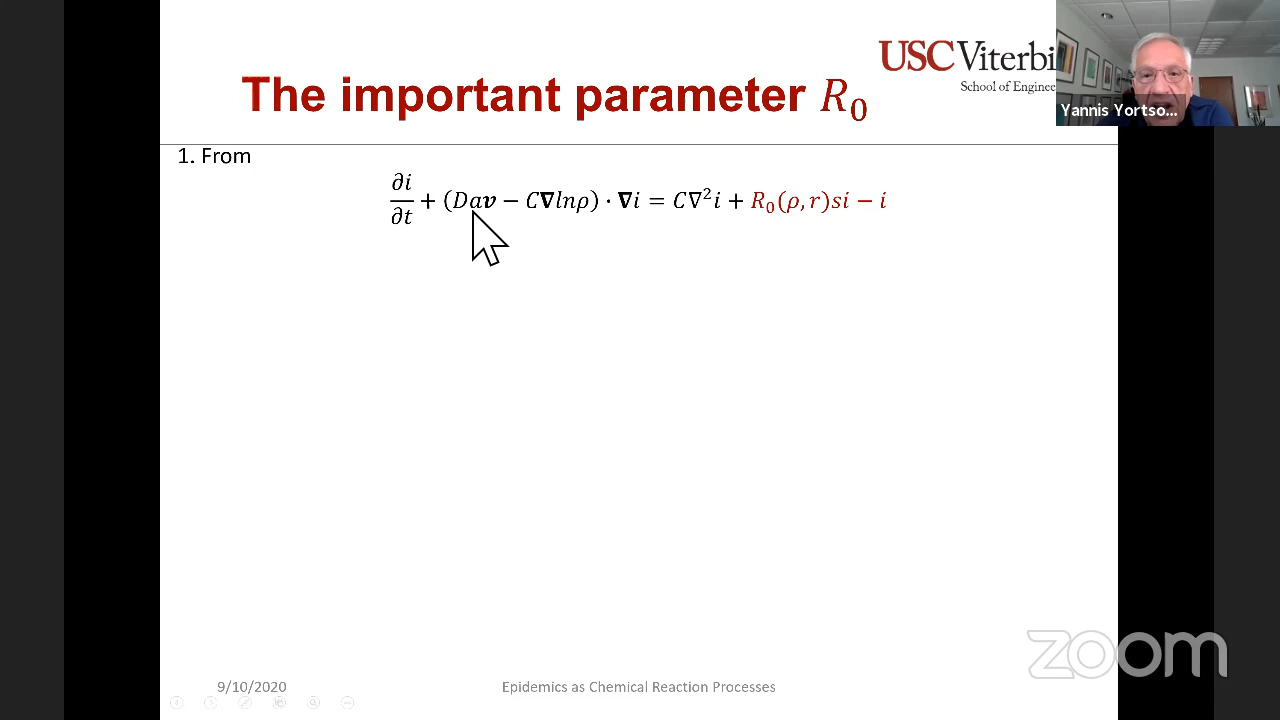 USC Viterbi
School of Enginee
The important parameter R₀
Yannis Yortso...
1. From
∂i/∂t + (Da𝒗 − C𝛁lnρ) · 𝛁i = C∇²i + R₀(ρ, r)si − i
zoom
9/10/2020
Epidemics as Chemical Reaction Processes